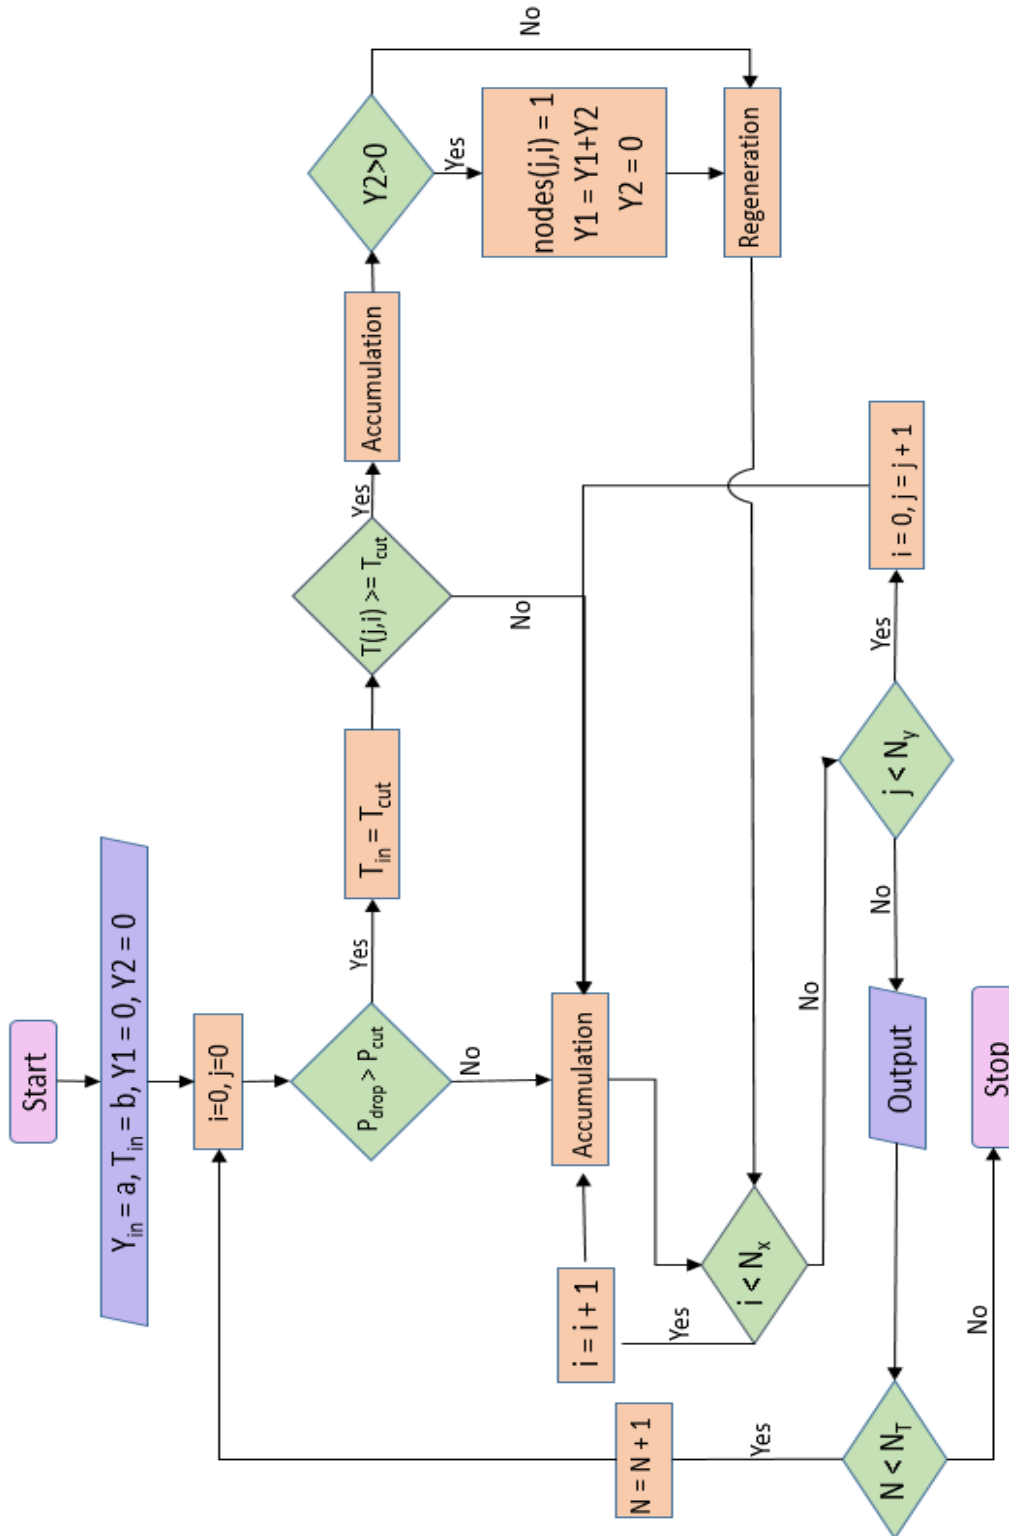 Start
Y_in = a, T_in = b, Y1 = 0, Y2 = 0
i=0, j=0
P_drop > P_cut
Yes
No
T_in = T_cut
T(j,i) >= T_cut
Yes
No
Accumulation
Y2>0
Yes
No
nodes(j,i) = 1
Y1 = Y1+Y2
Y2 = 0
Regeneration
Accumulation
i = i + 1
i < N_x
Yes
No
j < N_y
Yes
No
i = 0, j = j + 1
Output
N < N_T
Yes
No
N = N + 1
Stop